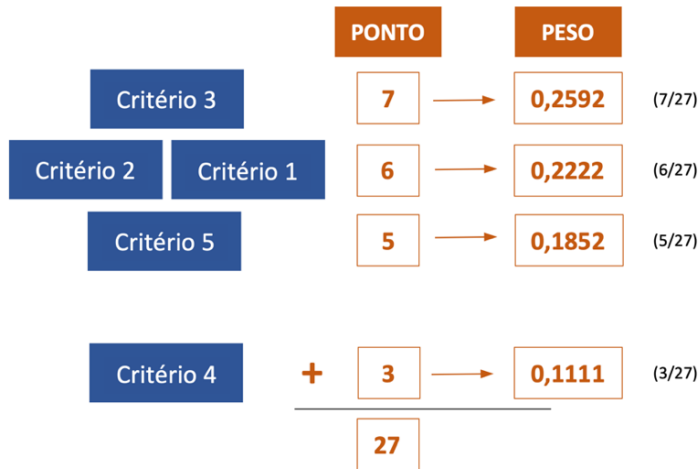 PONTO PESO
Critério 3 7 0,2592 (7/27)
Critério 2 Critério 1 6 0,2222 (6/27)
Critério 5 5 0,1852 (5/27)
Critério 4 + 3 0,1111 (3/27)
27